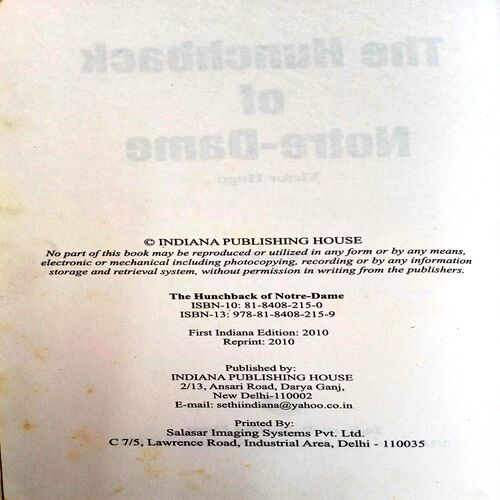 The Hunchback
of
Notre-Dame
Victor Hugo
© INDIANA PUBLISHING HOUSE
No part of this book may be reproduced or utilized in any form or by any means,
electronic or mechanical including photocopying, recording or by any information
storage and retrieval system, without permission in writing from the publishers.
The Hunchback of Notre-Dame
ISBN-10: 81-8408-215-0
ISBN-13: 978-81-8408-215-9
First Indiana Edition: 2010
Reprint: 2010
Published by:
INDIANA PUBLISHING HOUSE
2/13, Ansari Road, Darya Ganj,
New Delhi-110002
E-mail: sethiindiana@yahoo.co.in
Printed By:
Salasar Imaging Systems Pvt. Ltd.
C 7/5, Lawrence Road, Industrial Area, Delhi - 110035